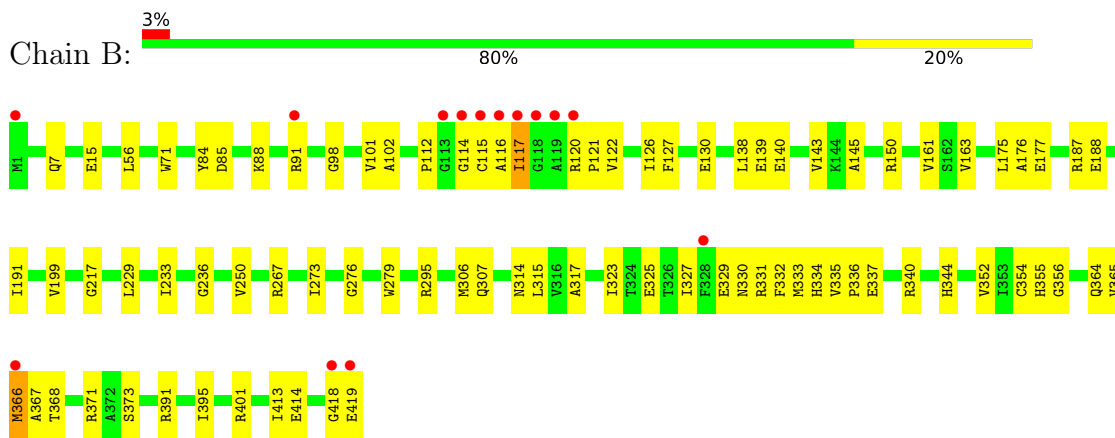 3%
Chain B:
80% 20%
M1 Q7 E15 L56 W71 Y84 D85 K88 R91 G98 V101 A102 P112 G113 G114 C115 A116 I117 G118 A119 R120 P121 V122 I126 F127 E130 L138 E139 E140 V143 K144 A145 R150 V161 S162 V163 L175 A176 E177 R187 E188
I191 V199 G217 L229 I233 G236 V250 R267 I273 G276 W279 R295 M306 Q307 N314 L315 V316 A317 I323 T324 E325 T326 I327 F328 E329 N330 R331 F332 M333 H334 V335 P336 E337 R340 H344 V352 I353 C354 H355 G356 Q364 V365
M366 A367 T368 R371 A372 S373 R391 I395 R401 I413 E414 G418 E419